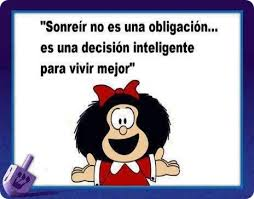 "Sonreír no es una obligación...
es una decisión inteligente
para vivir mejor"